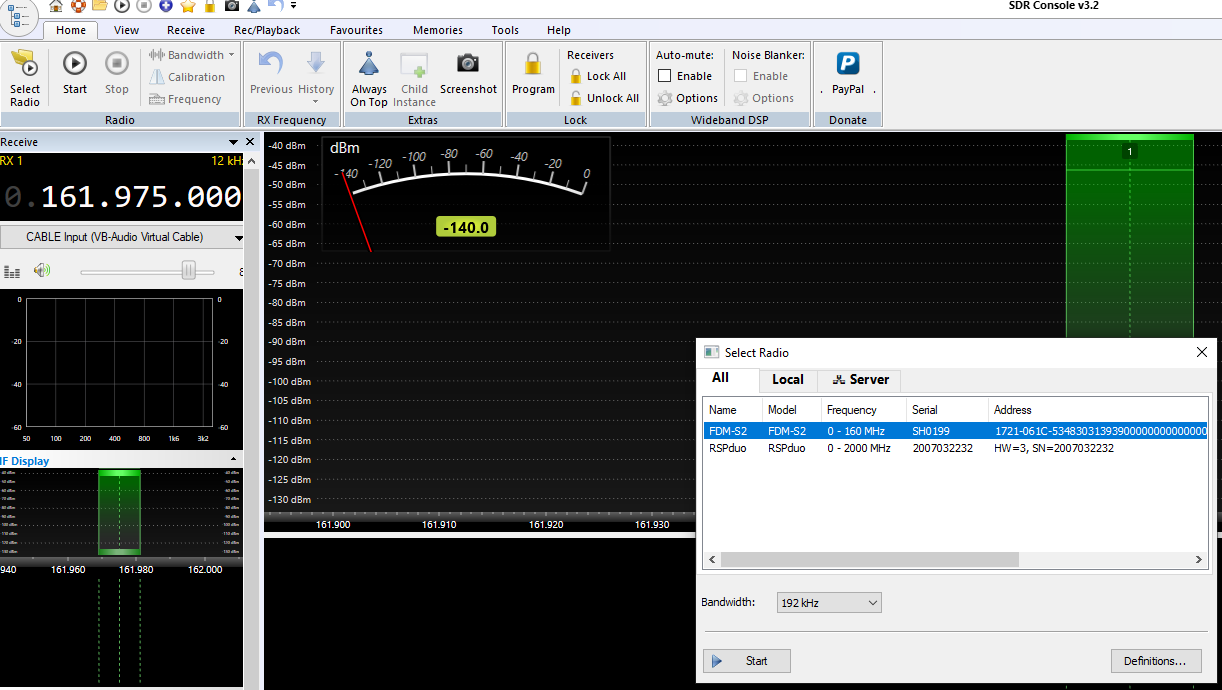 SDR Console v3.2
Home View Receive Rec/Playback Favourites Memories Tools Help
Select Radio
Start
Stop
Bandwidth
Calibration
Frequency
Radio
Previous
History
RX Frequency
Always On Top
Child Instance
Screenshot
Extras
Program
Receivers
Lock All
Unlock All
Lock
Auto-mute:
Enable
Options
Noise Blanker:
Enable
Options
Wideband DSP
. PayPal .
Donate
Receive
RX 1 12 kHz
0.161.975.000
CABLE Input (VB-Audio Virtual Cable)
8
0 0
-20 -20
-40 -40
-60 -60
50 100 200 400 800 1k6 3k2
IF Display
940 161.960 161.980 162.000
-40 dBm
-45 dBm
-50 dBm
-55 dBm
-60 dBm
-65 dBm
-70 dBm
-75 dBm
-80 dBm
-85 dBm
-90 dBm
-95 dBm
-100 dBm
-105 dBm
-110 dBm
-115 dBm
-120 dBm
-125 dBm
-130 dBm
dBm
-140 -120 -100 -80 -60 -40 -20 0
-140.0
1
161.900 161.910 161.920 161.930
Select Radio
All Local Server
Name Model Frequency Serial Address
FDM-S2 FDM-S2 0 - 160 MHz SH0199
RSPduo RSPduo 0 - 2000 MHz 2007032232 HW=3, SN=2007032232
Bandwidth: 192 kHz
Start Definitions...